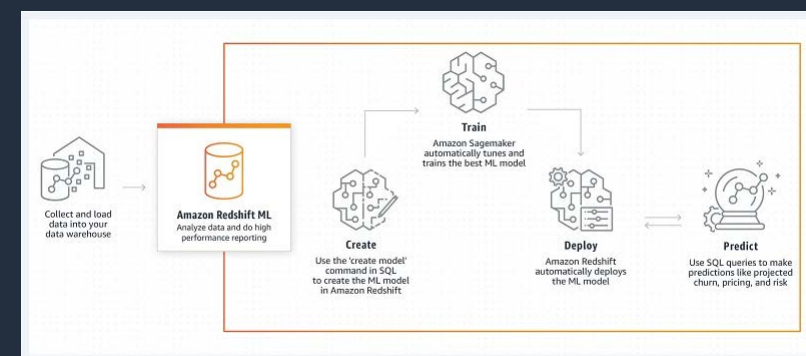 Collect and load
data into your
data warehouse
Amazon Redshift ML
Analyze data and do high
performance reporting
Create
Use the 'create model'
command in SQL
to create the ML model
in Amazon Redshift
Train
Amazon Sagemaker
automatically tunes and
trains the best ML model
Deploy
Amazon Redshift
automatically deploys
the ML model
Predict
Use SQL queries to make
predictions like projected
churn, pricing, and risk